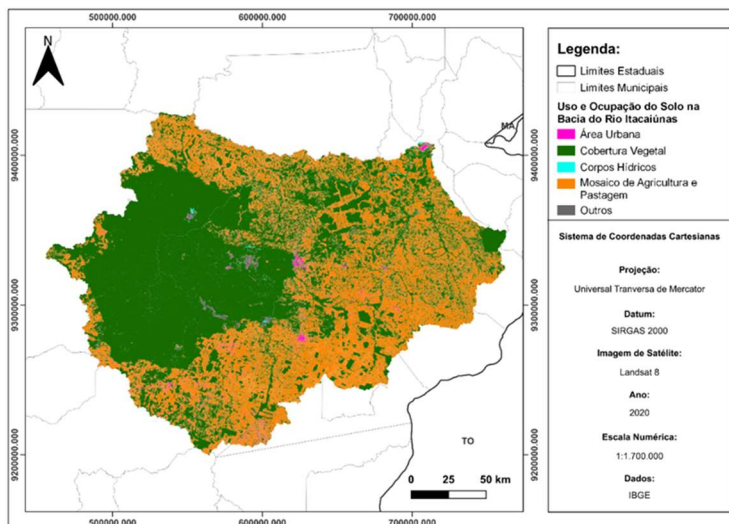 500000.000 600000.000 700000.000
N
9400000.000 9400000.000
9300000.000 9300000.000
9200000.000 9200000.000
MA
TO
0 25 50 km
500000.000 600000.000 700000.000
Legenda:
Limites Estaduais
Limites Municipais
Uso e Ocupação do Solo na
Bacia do Rio Itacaiúnas
Área Urbana
Cobertura Vegetal
Corpos Hídricos
Mosaico de Agricultura e
Pastagem
Outros
Sistema de Coordenadas Cartesianas
Projeção:
Universal Tranversa de Mercator
Datum:
SIRGAS 2000
Imagem de Satélite:
Landsat 8
Ano:
2020
Escala Numérica:
1:1.700.000
Dados:
IBGE